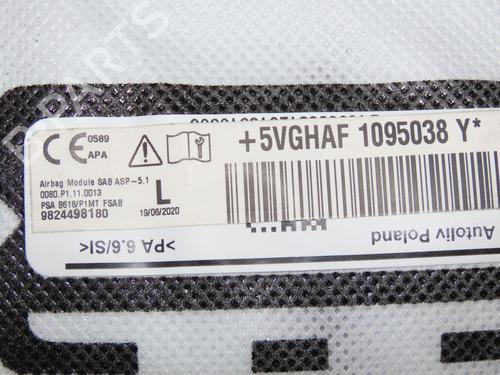 B PARTS
0589
APA
+5VGHAF 1095038 Y*
Airbag Module SAB ASP-5.1
0080.P1.11.0013
PSA B618/P1MT FSAB
9824498180
L
19/06/2020
Autoliv Poland
>PA 6.6/SI<